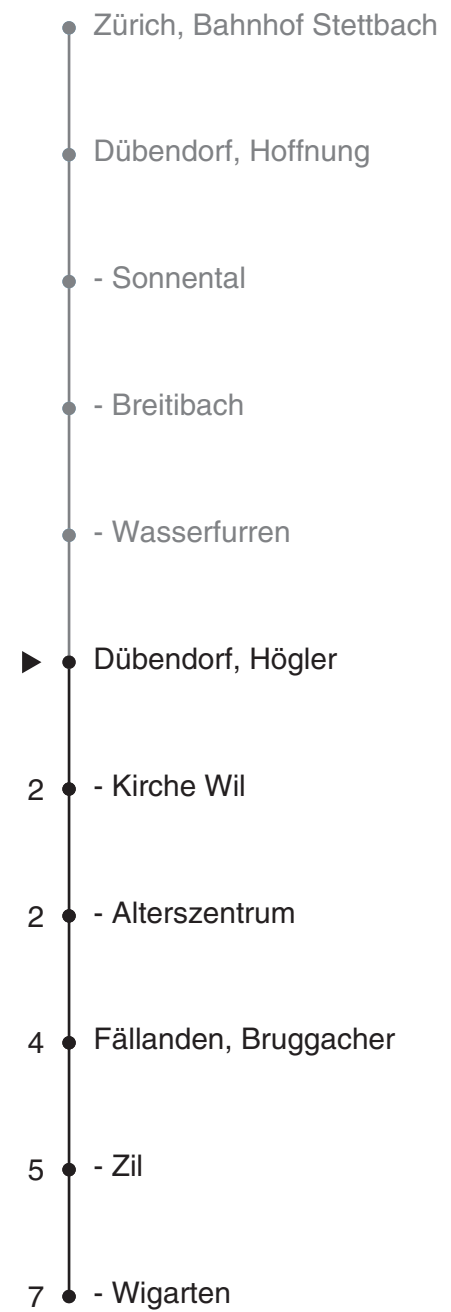 Zürich, Bahnhof Stettbach
Dübendorf, Hoffnung
- Sonnental
- Breitibach
- Wasserfurren
Dübendorf, Högler
2 - Kirche Wil
2 - Alterszentrum
4 Fällanden, Bruggacher
5 - Zil
7 - Wigarten